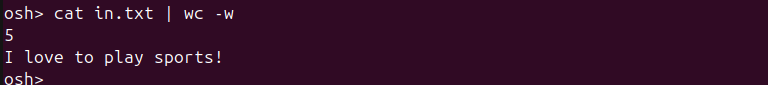 osh> cat in.txt | wc -w
5
I love to play sports!
osh>